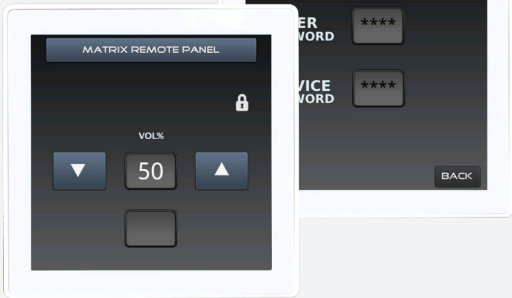 MATRIX REMOTE PANEL
VOL%
▼ 50 ▲
ER
WORD
****
VICE
WORD
****
BACK